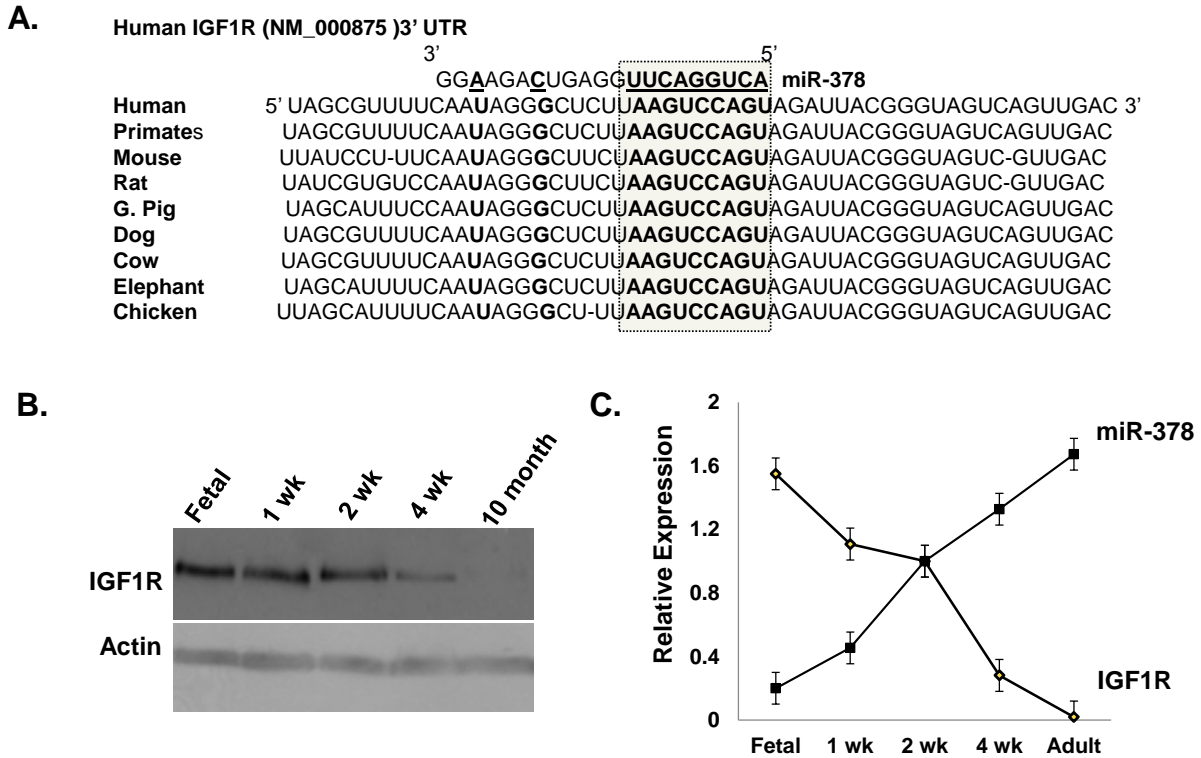 A.
Human IGF1R (NM_000875 )3’ UTR
3’ 5’
GGAAGACUGAGGUUCAGGUCA miR-378
Human 5’ UAGCGUUUUCAAUAGGGCUCUUAAGUCCAGUAGAUUACGGGUAGUCAGUUGAC 3’
Primates UAGCGUUUUCAAUAGGGCUCUUAAGUCCAGUAGAUUACGGGUAGUCAGUUGAC
Mouse UUAUCCU-UUCAAUAGGGCUUCUAAGUCCAGUAGAUUACGGGUAGUC-GUUGAC
Rat UAUCGUGUCCAAUAGGGCUUCUAAGUCCAGUAGAUUACGGGUAGUC-GUUGAC
G. Pig UAGCAUUUCCAAUAGGGCUUCUAAGUCCAGUAGAUUACGGGUAGUCAGUUGAC
Dog UAGCGUUUUCAAUAGGGCUCUUAAGUCCAGUAGAUUACGGGUAGUCAGUUGAC
Cow UAGCGUUUUCAAUAGGGCUCUUAAGUCCAGUAGAUUACGGGUAGUCAGUUGAC
Elephant UAGCAUUUUCAAUAGGGCUCUUAAGUCCAGUAGAUUACGGGUAGUCAGUUGAC
Chicken UUAGCAUUUUCAAUAGGGCU-UUAAGUCCAGUAGAUUACGGGUAGUCAGUUGAC
B.
Fetal 1 wk 2 wk 4 wk 10 month
IGF1R
Actin
C.
Relative Expression
2
1.6
1.2
0.8
0.4
0
miR-378
IGF1R
Fetal 1 wk 2 wk 4 wk Adult